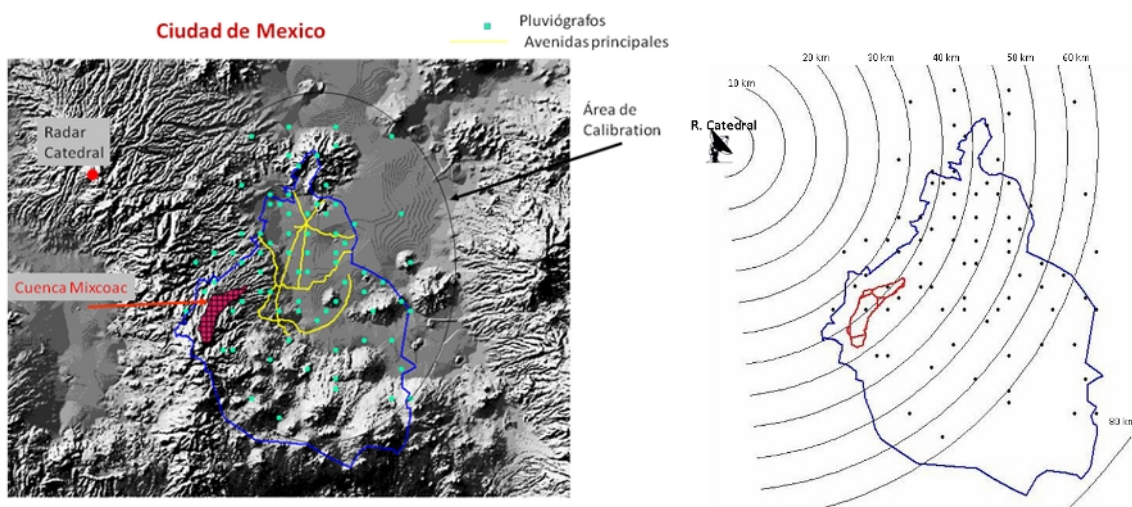 Ciudad de Mexico
Pluviógrafos
Avenidas principales
Radar
Catedral
Área de
Calibration
Cuenca Mixcoac
10 km
20 km
30 km
40 km
50 km
60 km
R. Catedral
80 km